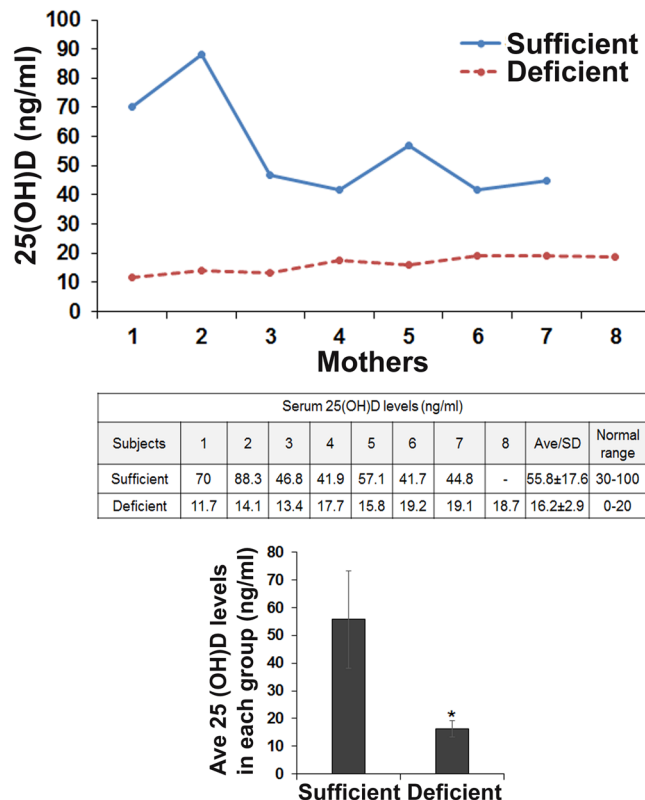 100
90
80
70
60
50
40
30
20
10
0
25(OH)D (ng/ml)
Sufficient
Deficient
1 2 3 4 5 6 7 8
Mothers
Serum 25(OH)D levels (ng/ml)
Subjects 1 2 3 4 5 6 7 8 Ave/SD Normal range
Sufficient 70 88.3 46.8 41.9 57.1 41.7 44.8 - 55.8±17.6 30-100
Deficient 11.7 14.1 13.4 17.7 15.8 19.2 19.1 18.7 16.2±2.9 0-20
Ave 25 (OH)D levels
in each group (ng/ml)
80
70
60
50
40
30
20
10
0
*
Sufficient Deficient